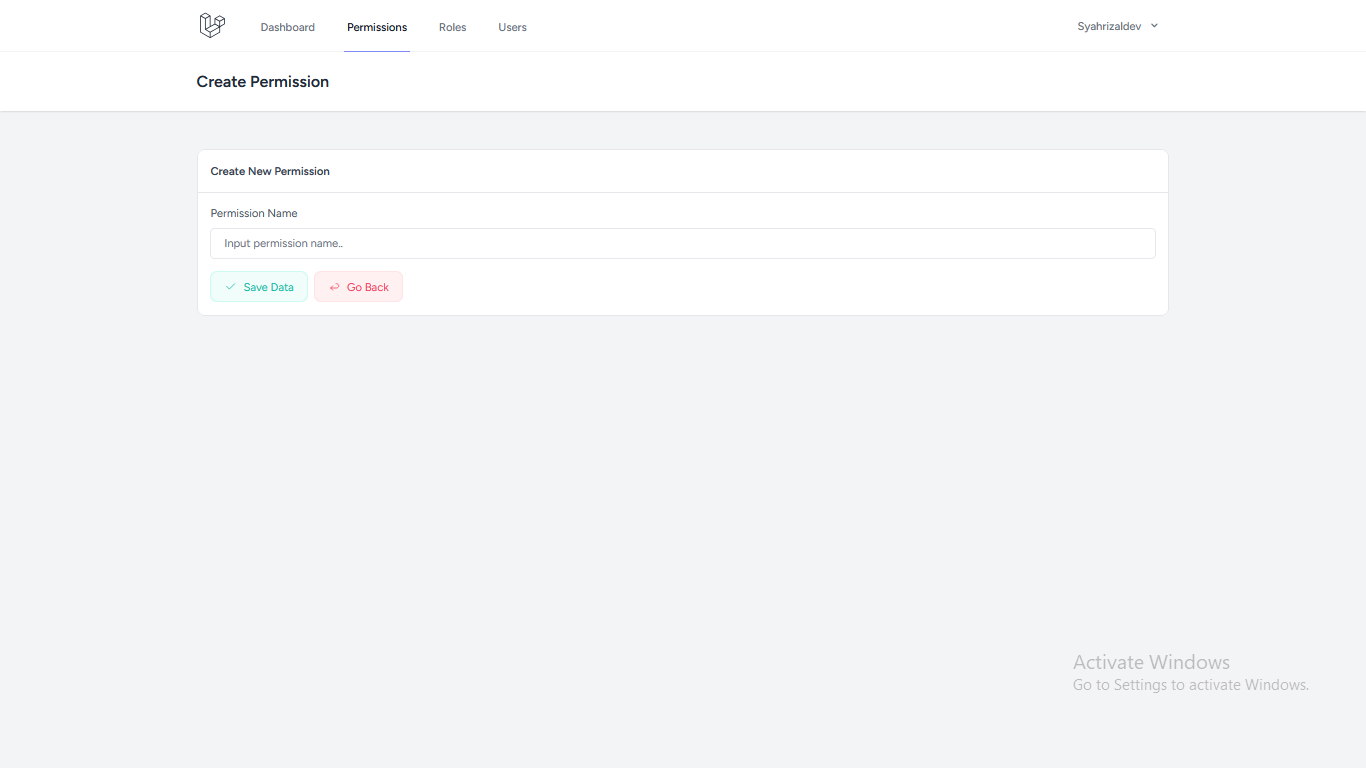 Dashboard Permissions Roles Users Syahrizaldev
Create Permission
Create New Permission
Permission Name
Input permission name..
Save Data Go Back
Activate Windows
Go to Settings to activate Windows.